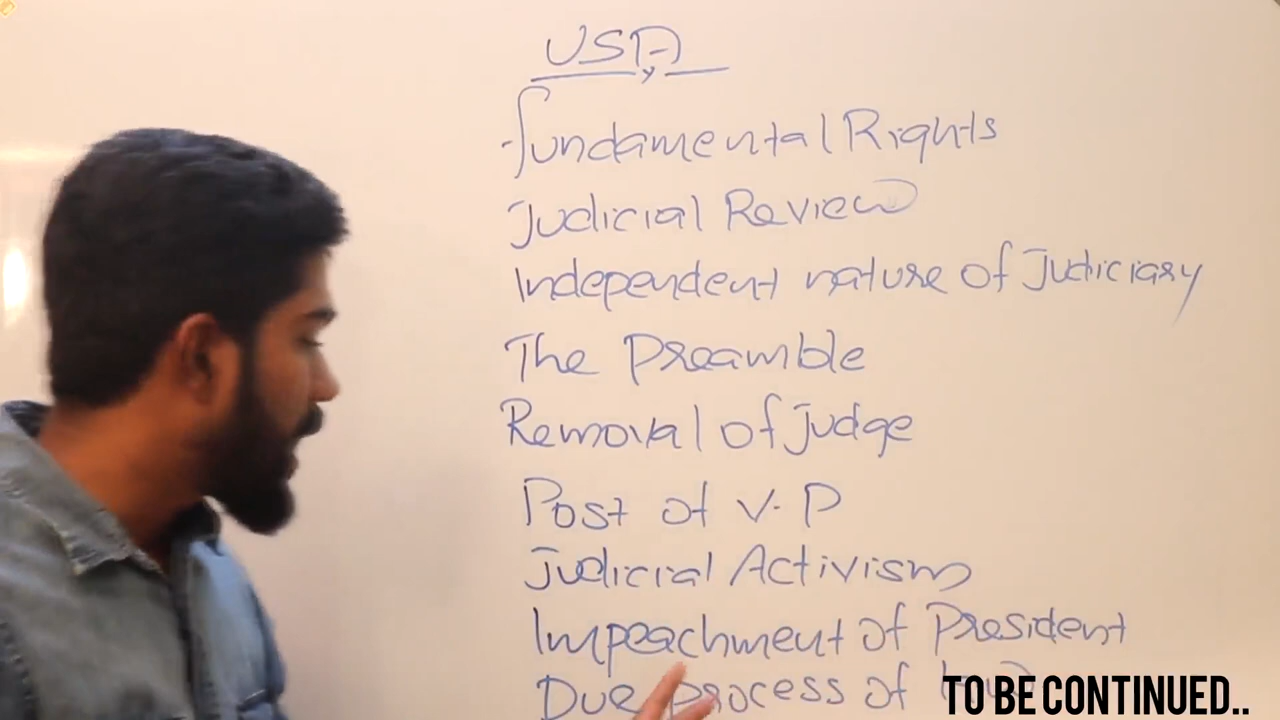 USA
fundamental Rights
Judicial Review
Independent nature of Judiciary
The Preamble
Removal of Judge
Post of V.P
Judicial Activism
Impeachment of President
Due process of law
TO BE CONTINUED..